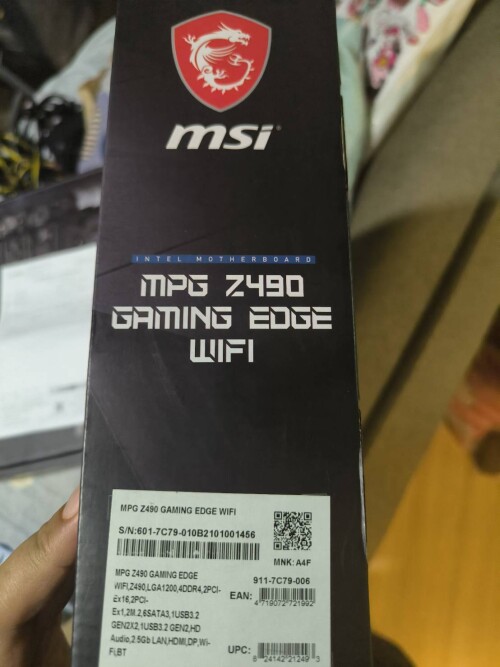 msi
INTEL MOTHERBOARD
MPG Z490
GAMING EDGE
WIFI
MPG Z490 GAMING EDGE WIFI
S/N:601-7C79-010B2101001456
MNK: A4F
MPG Z490 GAMING EDGE
WIFI,Z490,LGA1200,4DDR4,2PCI-
Ex16,2PCI-
Ex1,2M.2,6SATA3,1USB3.2
GEN2X2,1USB3.2 GEN2,HD
Audio,2.5Gb LAN,HDMI,DP,Wi-
Fi,BT
911-7C79-006
EAN:
4719072721992
UPC:
824142212493